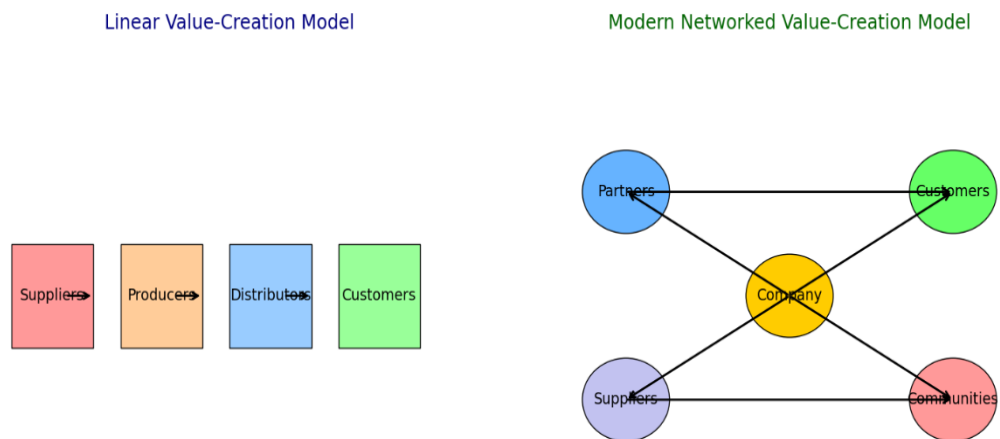 Linear Value-Creation Model
Modern Networked Value-Creation Model
Partners
Customers
Suppliers
Producers
Distributors
Customers
Company
Suppliers
Communities